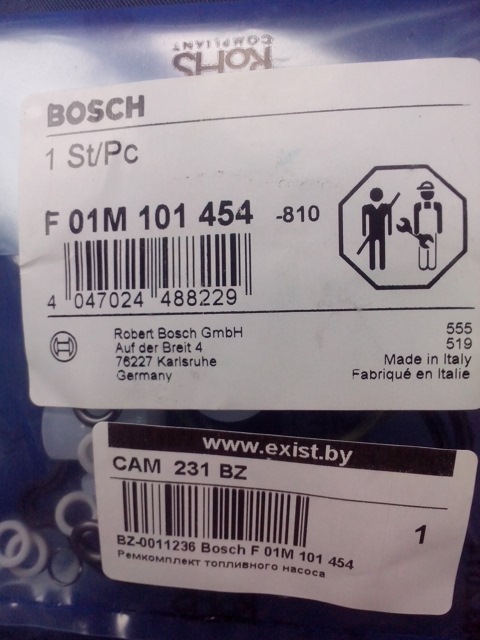 RoHS
COMPLIANT
BOSCH
1 St/Pc
F 01M 101 454 -810
4 047024 488229
Robert Bosch GmbH
Auf der Breit 4
76227 Karlsruhe
Germany
555
519
Made in Italy
Fabriqué en Italie
www.exist.by
CAM 231 BZ
1
BZ-0011236 Bosch F 01M 101 454
Ремкомплект топливного насоса